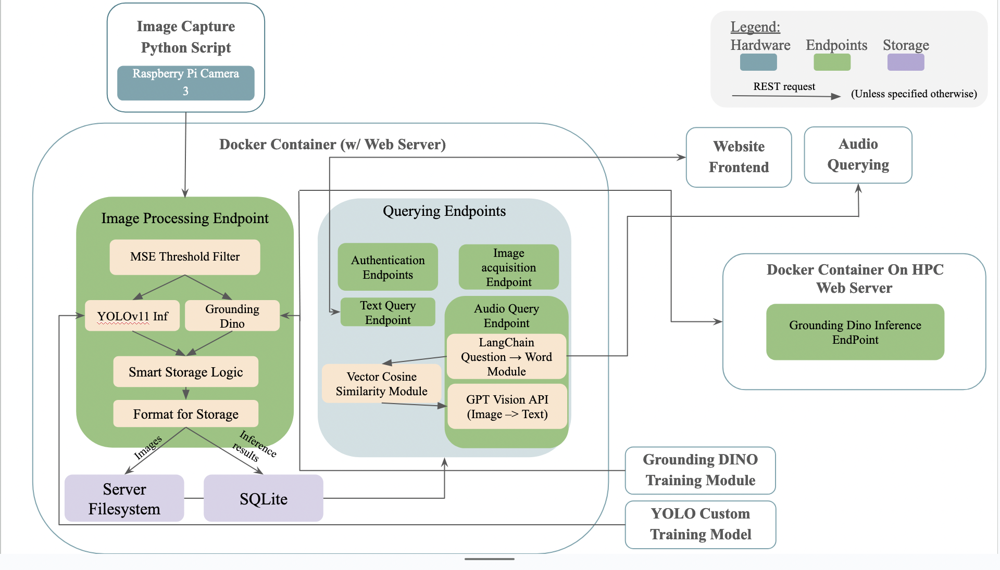 Image Capture
Python Script
Raspberry Pi Camera
3
Legend:
Hardware Endpoints Storage
REST request
(Unless specified otherwise)
Docker Container (w/ Web Server)
Website
Frontend
Audio
Querying
Image Processing Endpoint
MSE Threshold Filter
YOLOv11 Inf
Grounding
Dino
Smart Storage Logic
Format for Storage
Images
Inference
results
Server
Filesystem
SQLite
Querying Endpoints
Authentication
Endpoints
Image
acquisition
Endpoint
Text Query
Endpoint
Audio Query
Endpoint
LangChain
Question → Word
Module
Vector Cosine
Similarity Module
GPT Vision API
(Image –> Text)
Docker Container On HPC
Web Server
Grounding Dino Inference
EndPoint
Grounding DINO
Training Module
YOLO Custom
Training Model